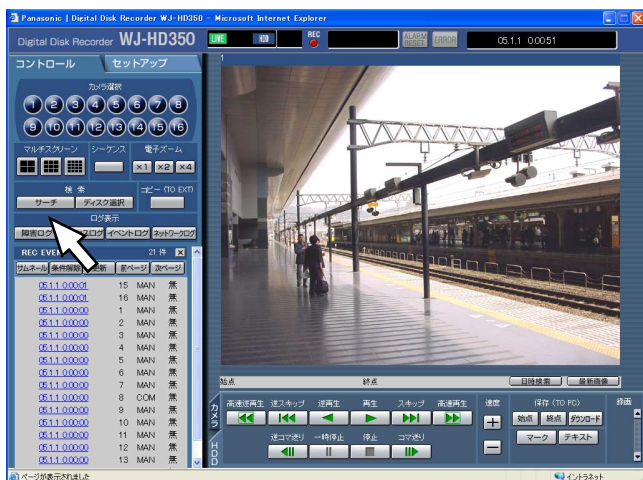 Panasonic | Digital Disk Recorder WJ-HD350 - Microsoft Internet Explorer
Digital Disk Recorder WJ-HD350
LIVE HDD REC ALARM RESET ERROR 05.1.1 0:00:51
コントロール セットアップ
カメラ選択
1 2 3 4 5 6 7 8
9 10 11 12 13 14 15 16
マルチスクリーン シーケンス 電子ズーム
×1 ×2 ×4
検索 コピー (TO EXT)
サーチ ディスク選択
ログ表示
障害ログ イベントログ ネットワークログ
REC EVEN 21 件
サムネール 条件解除 更新 前ページ 次ページ
05.1.1 0:00:01 15 MAN 無
05.1.1 0:00:01 16 MAN 無
05.1.1 0:00:00 1 MAN 無
05.1.1 0:00:00 2 MAN 無
05.1.1 0:00:00 3 MAN 無
05.1.1 0:00:00 4 MAN 無
05.1.1 0:00:00 5 MAN 無
05.1.1 0:00:00 6 MAN 無
05.1.1 0:00:00 7 MAN 無
05.1.1 0:00:00 8 COM 無
05.1.1 0:00:00 9 MAN 無
05.1.1 0:00:00 10 MAN 無
05.1.1 0:00:00 11 MAN 無
05.1.1 0:00:00 12 MAN 無
05.1.1 0:00:00 13 MAN 無
1
始点 終点 日時検索 最新画像
カメラ
HDD
高速逆再生 逆スキップ 逆再生 再生 スキップ 高速再生 速度 保存 (TO PC) 録画
始点 終点 ダウンロード
逆コマ送り 一時停止 停止 コマ送り マーク テキスト
ページが表示されました イントラネット